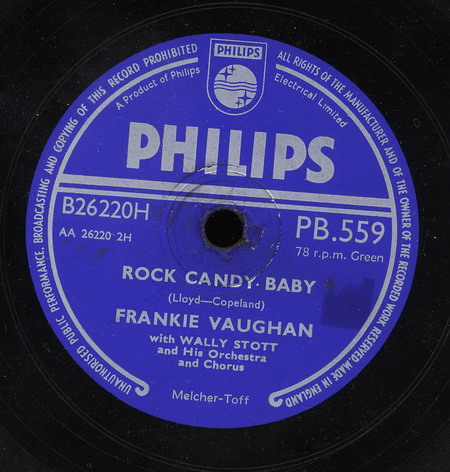 PHILIPS
A Product of Philips Electrical Limited
UNAUTHORISED PUBLIC PERFORMANCE, BROADCASTING AND COPYING OF THIS RECORD PROHIBITED
ALL RIGHTS OF THE MANUFACTURER AND OF THE OWNER OF THE RECORDED WORK RESERVED. MADE IN ENGLAND
PHILIPS
B26220H
PB.559
AA 26220 2H
78 r.p.m. Green
ROCK CANDY BABY
(Lloyd—Copeland)
FRANKIE VAUGHAN
with WALLY STOTT
and His Orchestra
and Chorus
Melcher-Toff